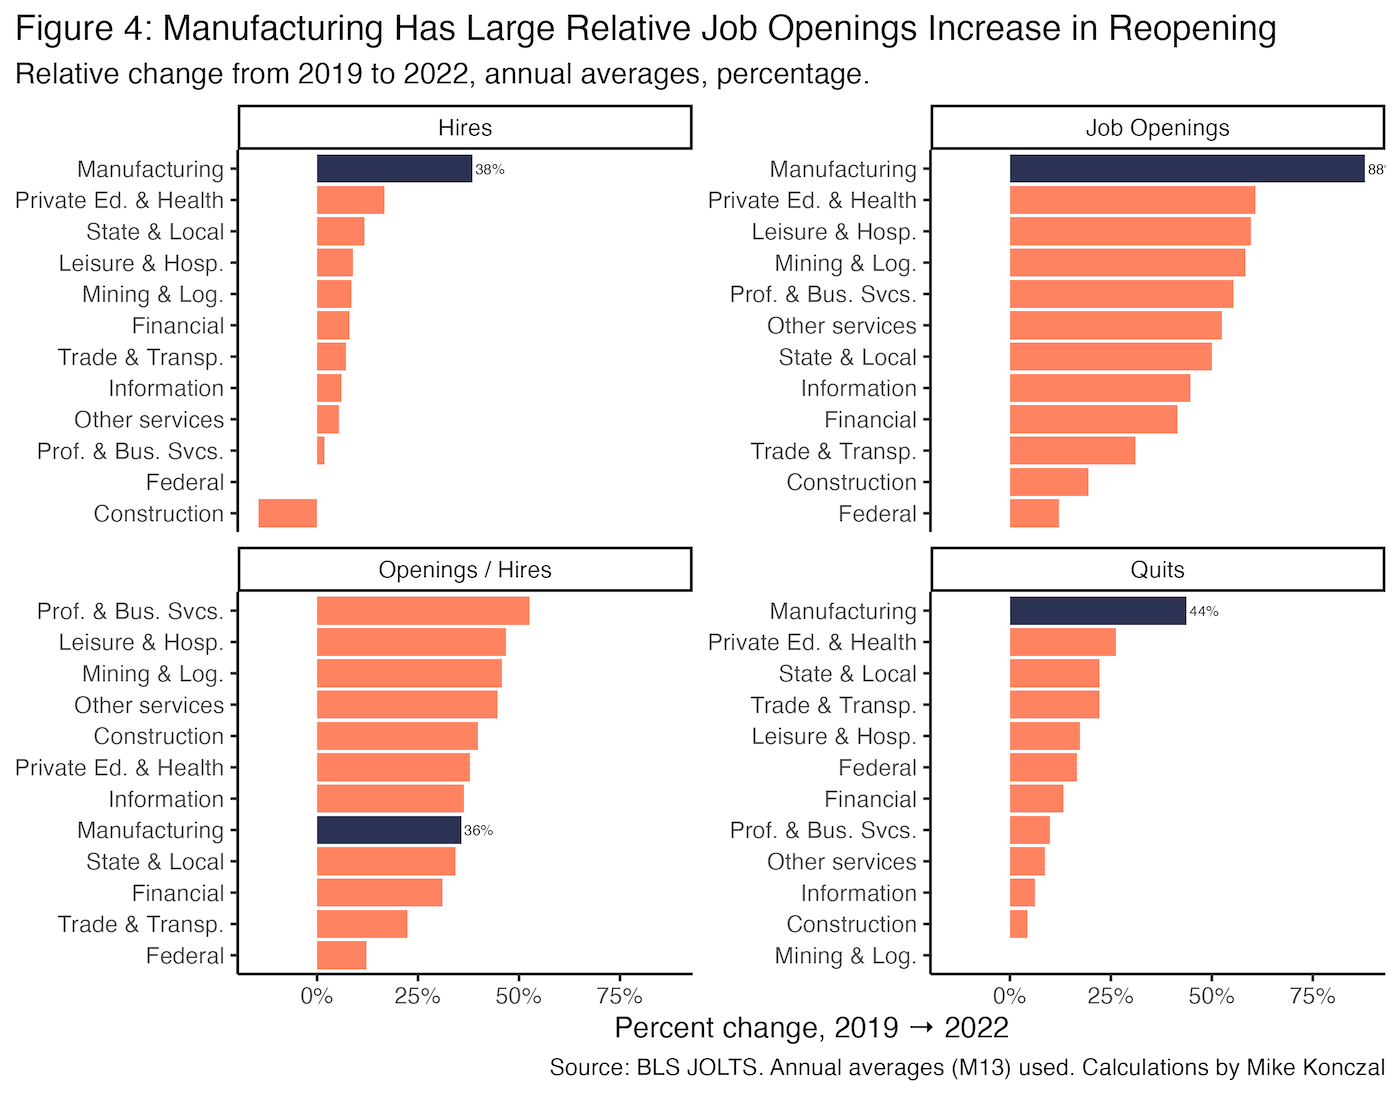 Figure 4: Manufacturing Has Large Relative Job Openings Increase in Reopening
Relative change from 2019 to 2022, annual averages, percentage.
Hires
Manufacturing
38%
Private Ed. & Health
State & Local
Leisure & Hosp.
Mining & Log.
Financial
Trade & Transp.
Information
Other services
Prof. & Bus. Svcs.
Federal
Construction
Job Openings
Manufacturing
88
Private Ed. & Health
Leisure & Hosp.
Mining & Log.
Prof. & Bus. Svcs.
Other services
State & Local
Information
Financial
Trade & Transp.
Construction
Federal
Openings / Hires
Prof. & Bus. Svcs.
Leisure & Hosp.
Mining & Log.
Other services
Construction
Private Ed. & Health
Information
Manufacturing
36%
State & Local
Financial
Trade & Transp.
Federal
0% 25% 50% 75%
Quits
Manufacturing
44%
Private Ed. & Health
State & Local
Trade & Transp.
Leisure & Hosp.
Federal
Financial
Prof. & Bus. Svcs.
Other services
Information
Construction
Mining & Log.
0% 25% 50% 75%
Percent change, 2019 → 2022
Source: BLS JOLTS. Annual averages (M13) used. Calculations by Mike Konczal